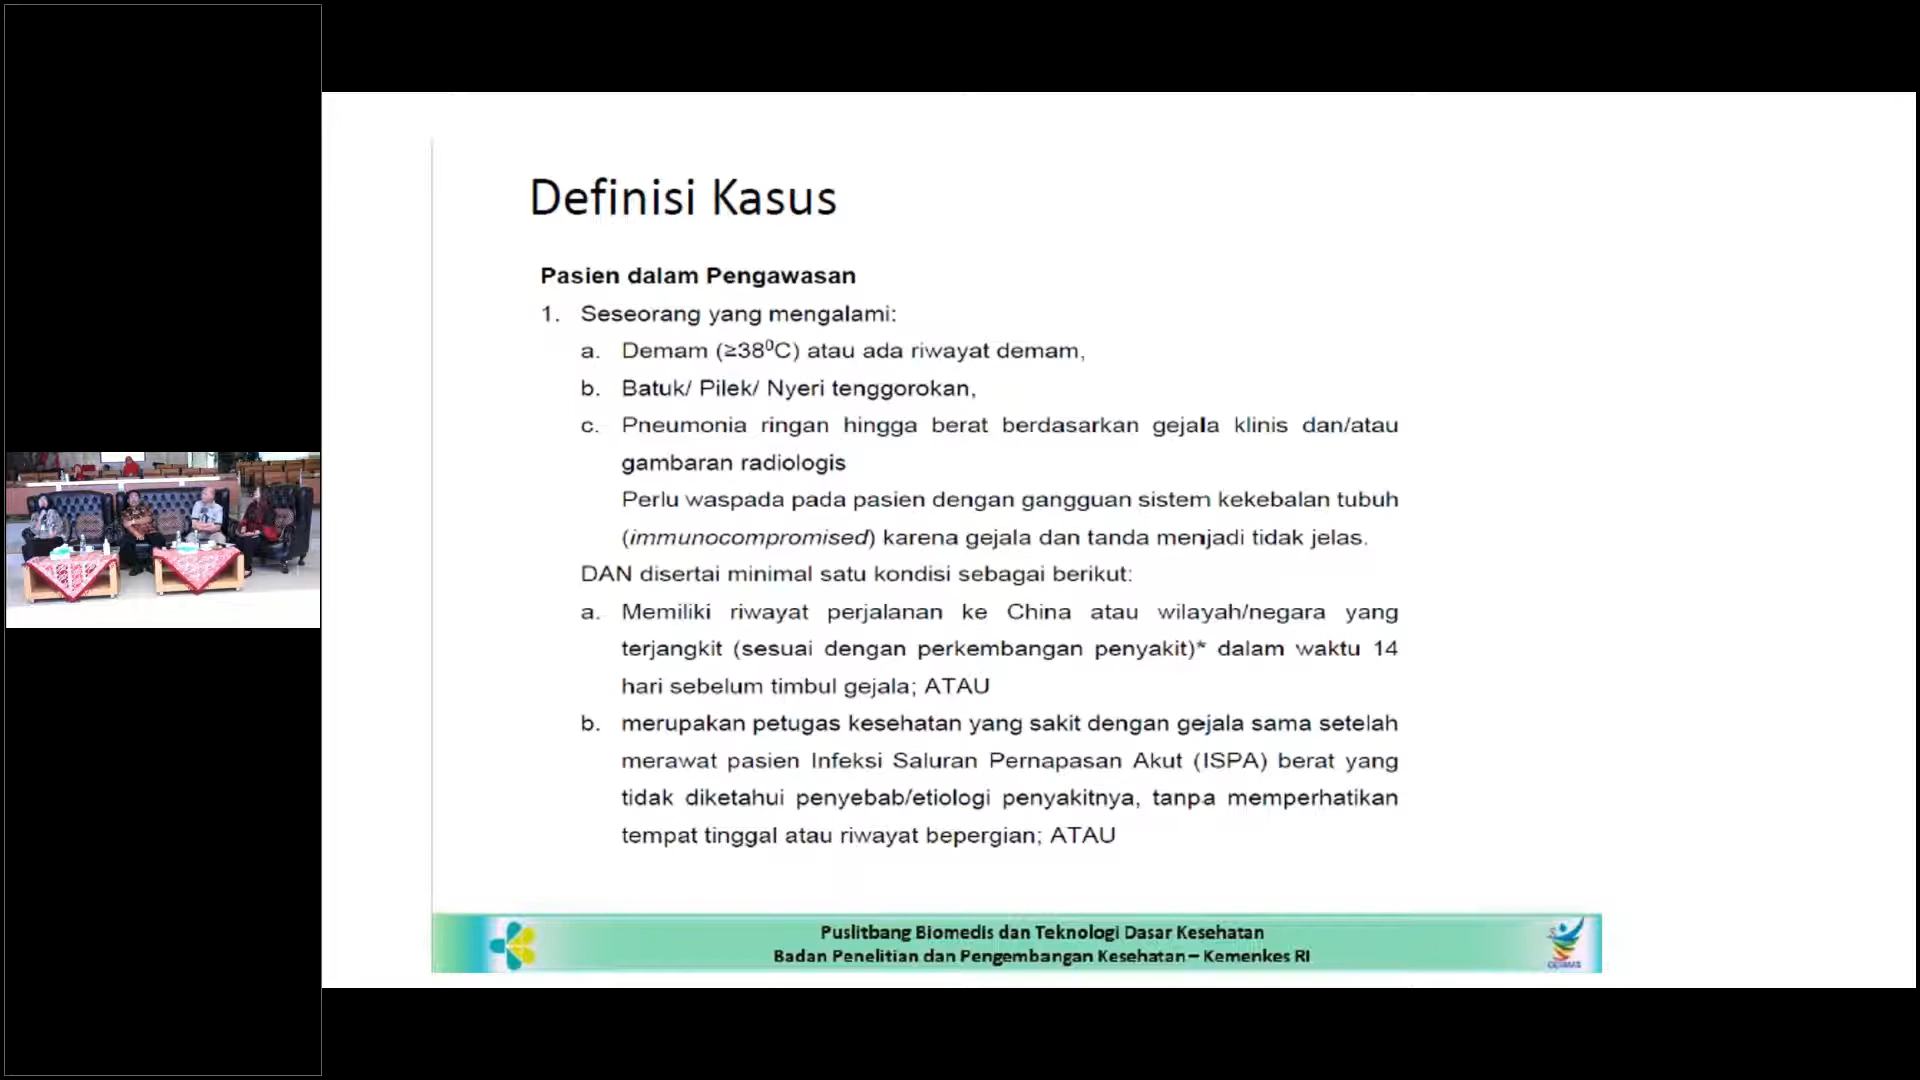 Definisi Kasus
Pasien dalam Pengawasan
1. Seseorang yang mengalami:
a. Demam (≥38⁰C) atau ada riwayat demam,
b. Batuk/ Pilek/ Nyeri tenggorokan,
c. Pneumonia ringan hingga berat berdasarkan gejala klinis dan/atau
gambaran radiologis
Perlu waspada pada pasien dengan gangguan sistem kekebalan tubuh
(immunocompromised) karena gejala dan tanda menjadi tidak jelas.
DAN disertai minimal satu kondisi sebagai berikut:
a. Memiliki riwayat perjalanan ke China atau wilayah/negara yang
terjangkit (sesuai dengan perkembangan penyakit)* dalam waktu 14
hari sebelum timbul gejala; ATAU
b. merupakan petugas kesehatan yang sakit dengan gejala sama setelah
merawat pasien Infeksi Saluran Pernapasan Akut (ISPA) berat yang
tidak diketahui penyebab/etiologi penyakitnya, tanpa memperhatikan
tempat tinggal atau riwayat bepergian; ATAU
Puslitbang Biomedis dan Teknologi Dasar Kesehatan
Badan Penelitian dan Pengembangan Kesehatan – Kemenkes RI